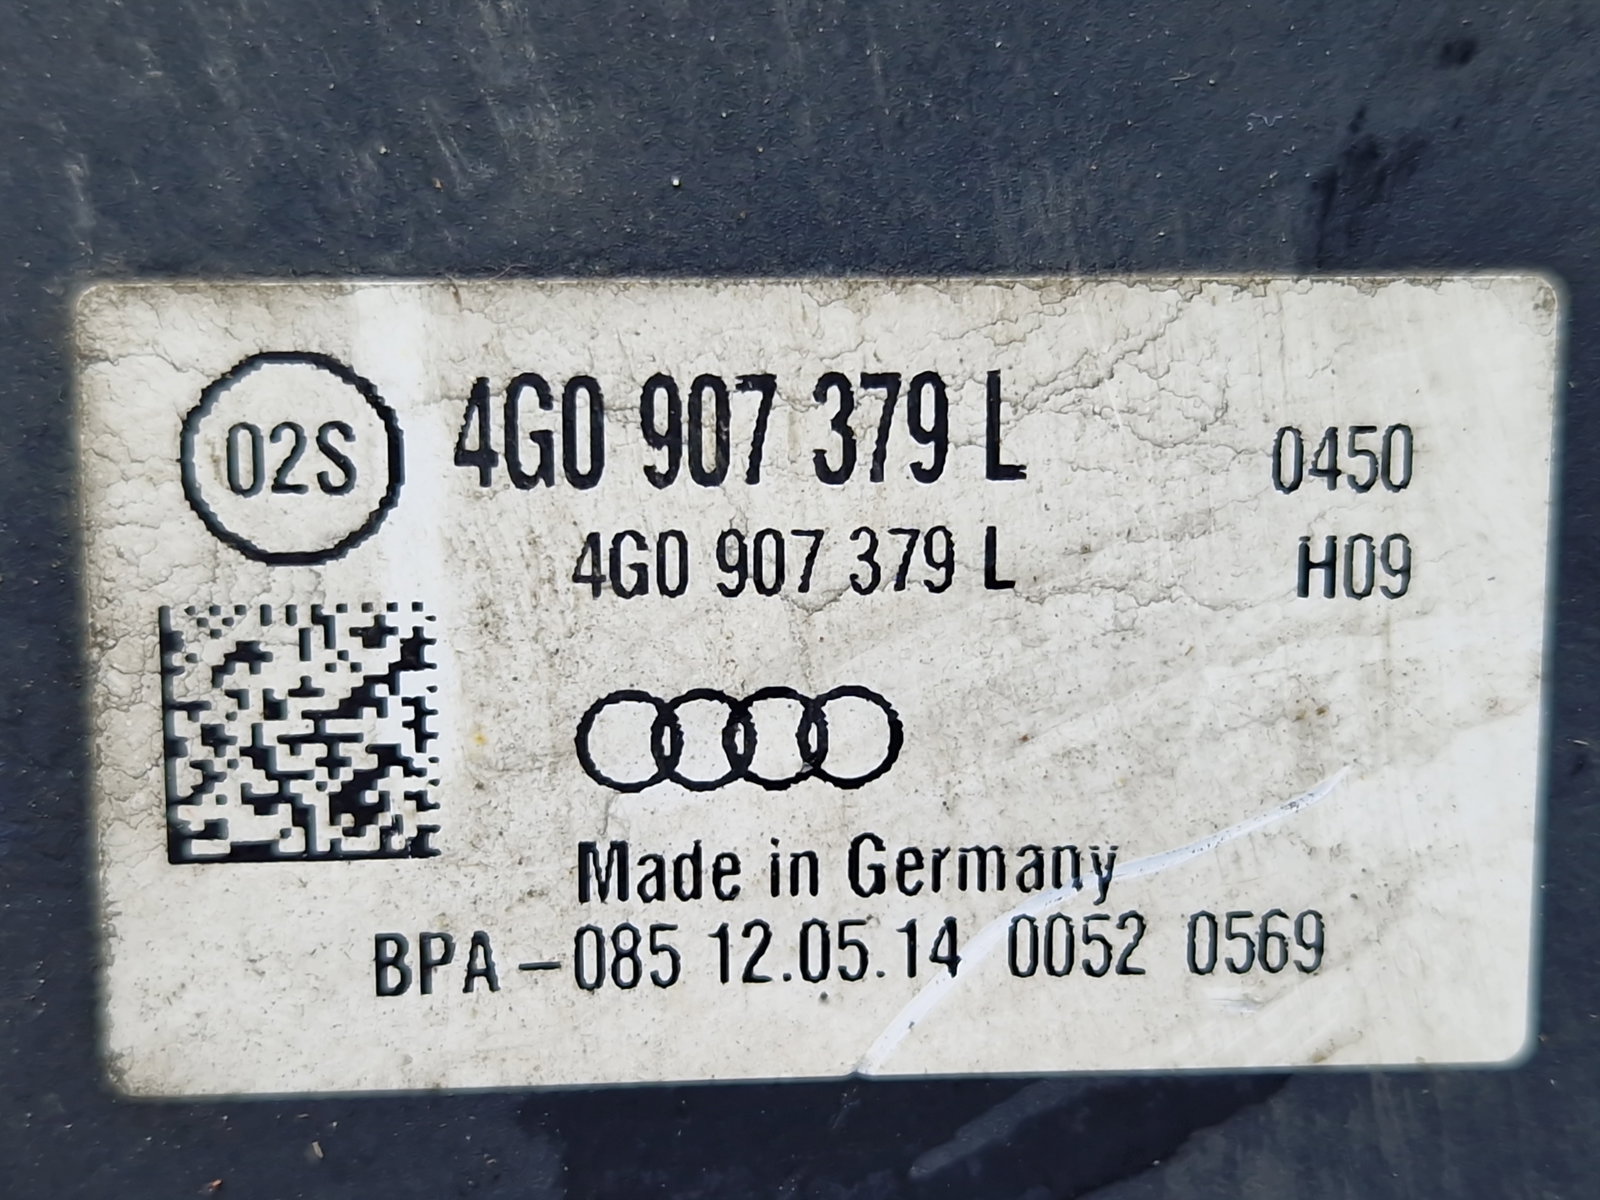 02S 4G0 907 379 L 0450
4G0 907 379 L H09
Made in Germany
BPA - 085 12.05.14 0052 0569